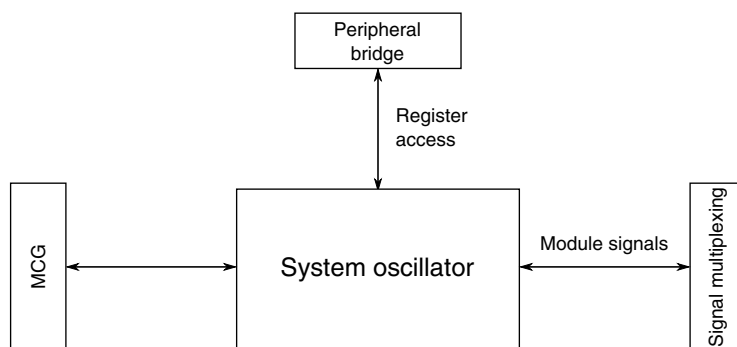 Peripheral
bridge
Register
access
MCG
System oscillator
Module signals
Signal multiplexing